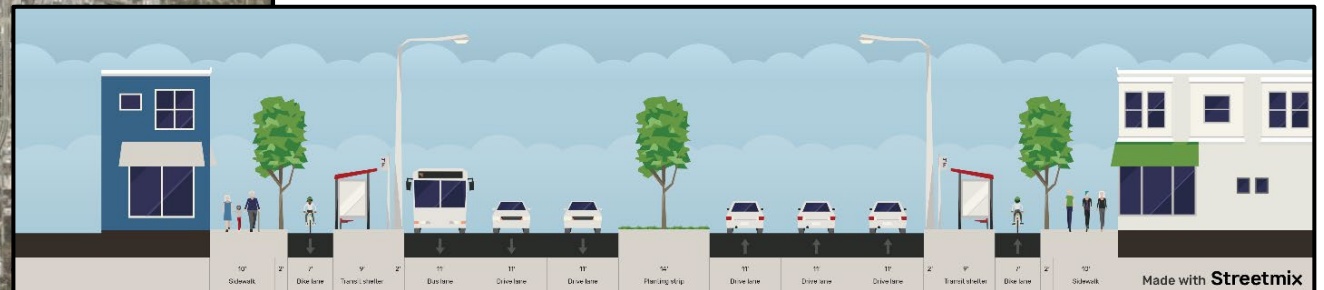 10' 2' 7' 9' 2' 11' 11' 11' 14' 11' 11' 11' 2' 9' 7' 2' 10'
Sidewalk Bike lane Transit shelter Bus lane Drive lane Drive lane Planting strip Drive lane Drive lane Drive lane Transit shelter Bike lane Sidewalk
Made with Streetmix